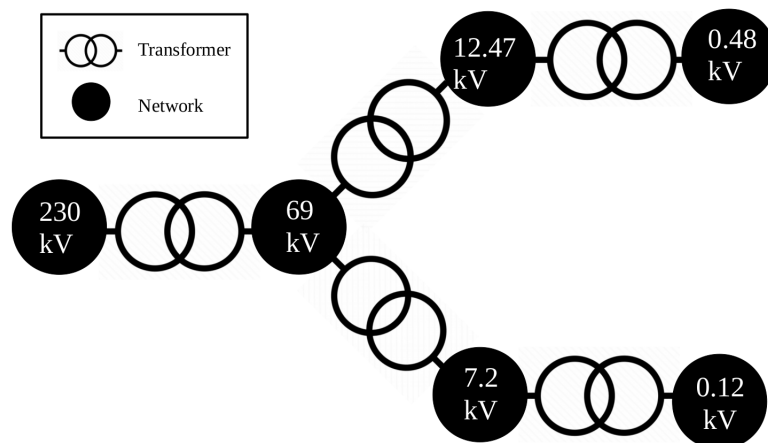 Transformer
Network
12.47
kV
0.48
kV
230
kV
69
kV
7.2
kV
0.12
kV